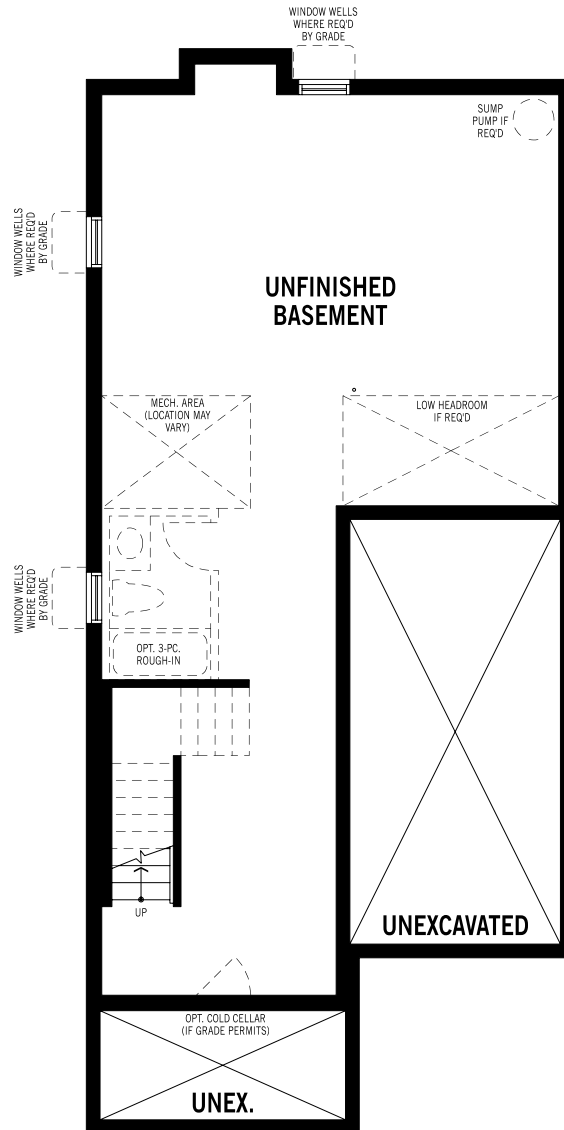 WINDOW WELLS
WHERE REQ'D
BY GRADE
SUMP
PUMP IF
REQ'D
WINDOW WELLS
WHERE REQ'D
BY GRADE
UNFINISHED
BASEMENT
MECH. AREA
(LOCATION MAY
VARY)
LOW HEADROOM
IF REQ'D
WINDOW WELLS
WHERE REQ'D
BY GRADE
OPT. 3-PC.
ROUGH-IN
UP
UNEXCAVATED
OPT. COLD CELLAR
(IF GRADE PERMITS)
UNEX.